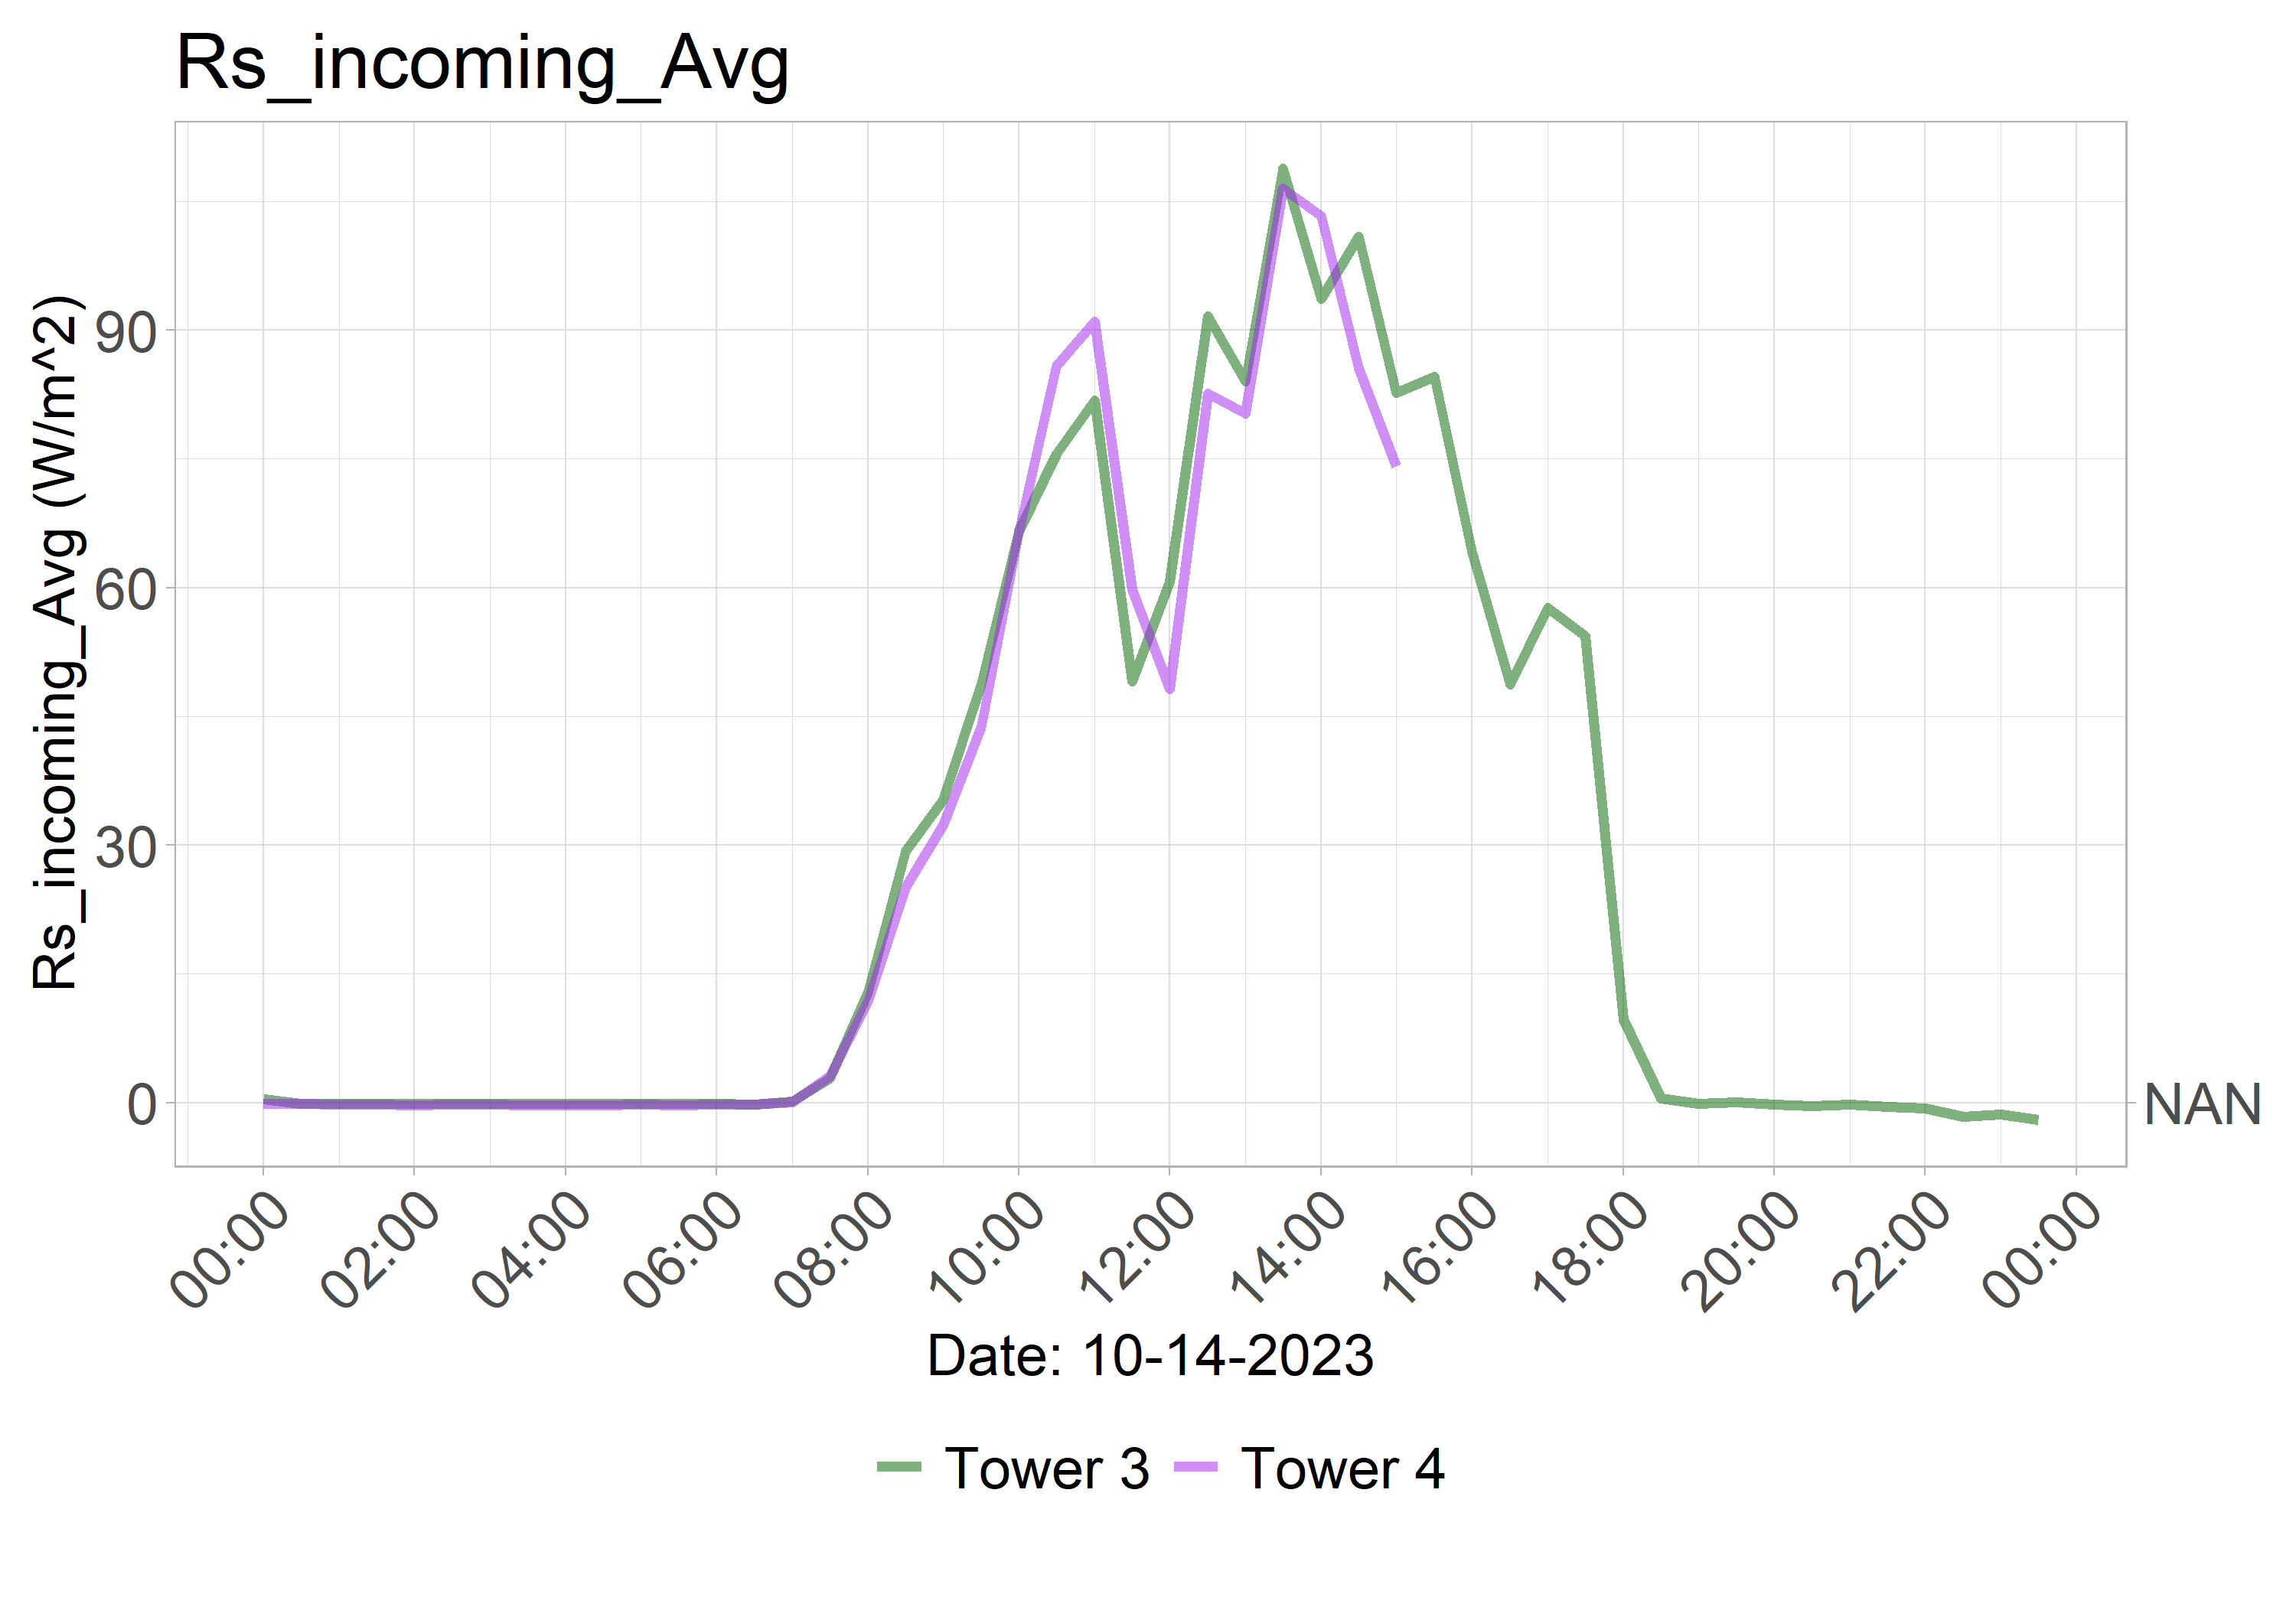 Rs_incoming_Avg
Rs_incoming_Avg (W/m^2)
90
60
30
0
NAN
00:00 02:00 04:00 06:00 08:00 10:00 12:00 14:00 16:00 18:00 20:00 22:00 00:00
Date: 10-14-2023
Tower 3 Tower 4